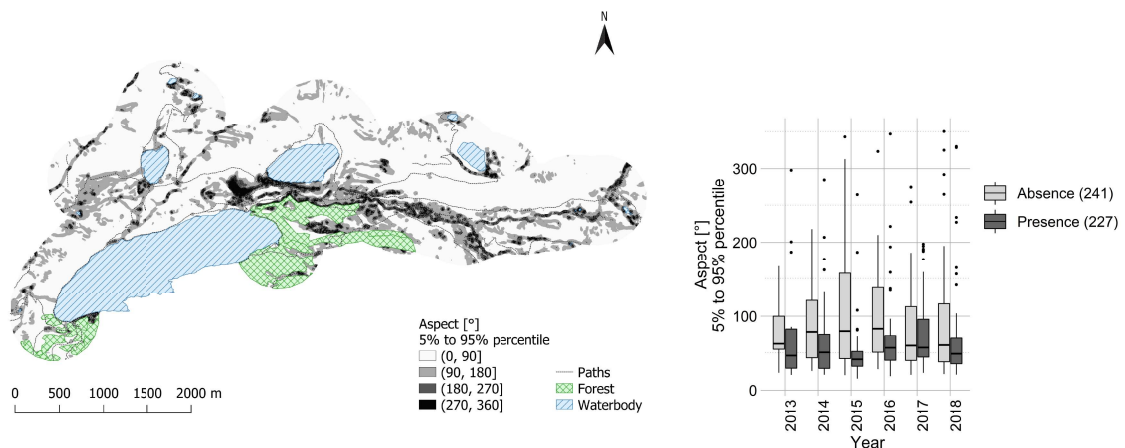 N
Aspect [°]
5% to 95% percentile
(0, 90]
(90, 180]
(180, 270]
(270, 360]
Paths
Forest
Waterbody
0 500 1000 1500 2000 m
Aspect [°]
5% to 95% percentile
300
200
100
0
2013
2014
2015
2016
2017
2018
Year
Absence (241)
Presence (227)